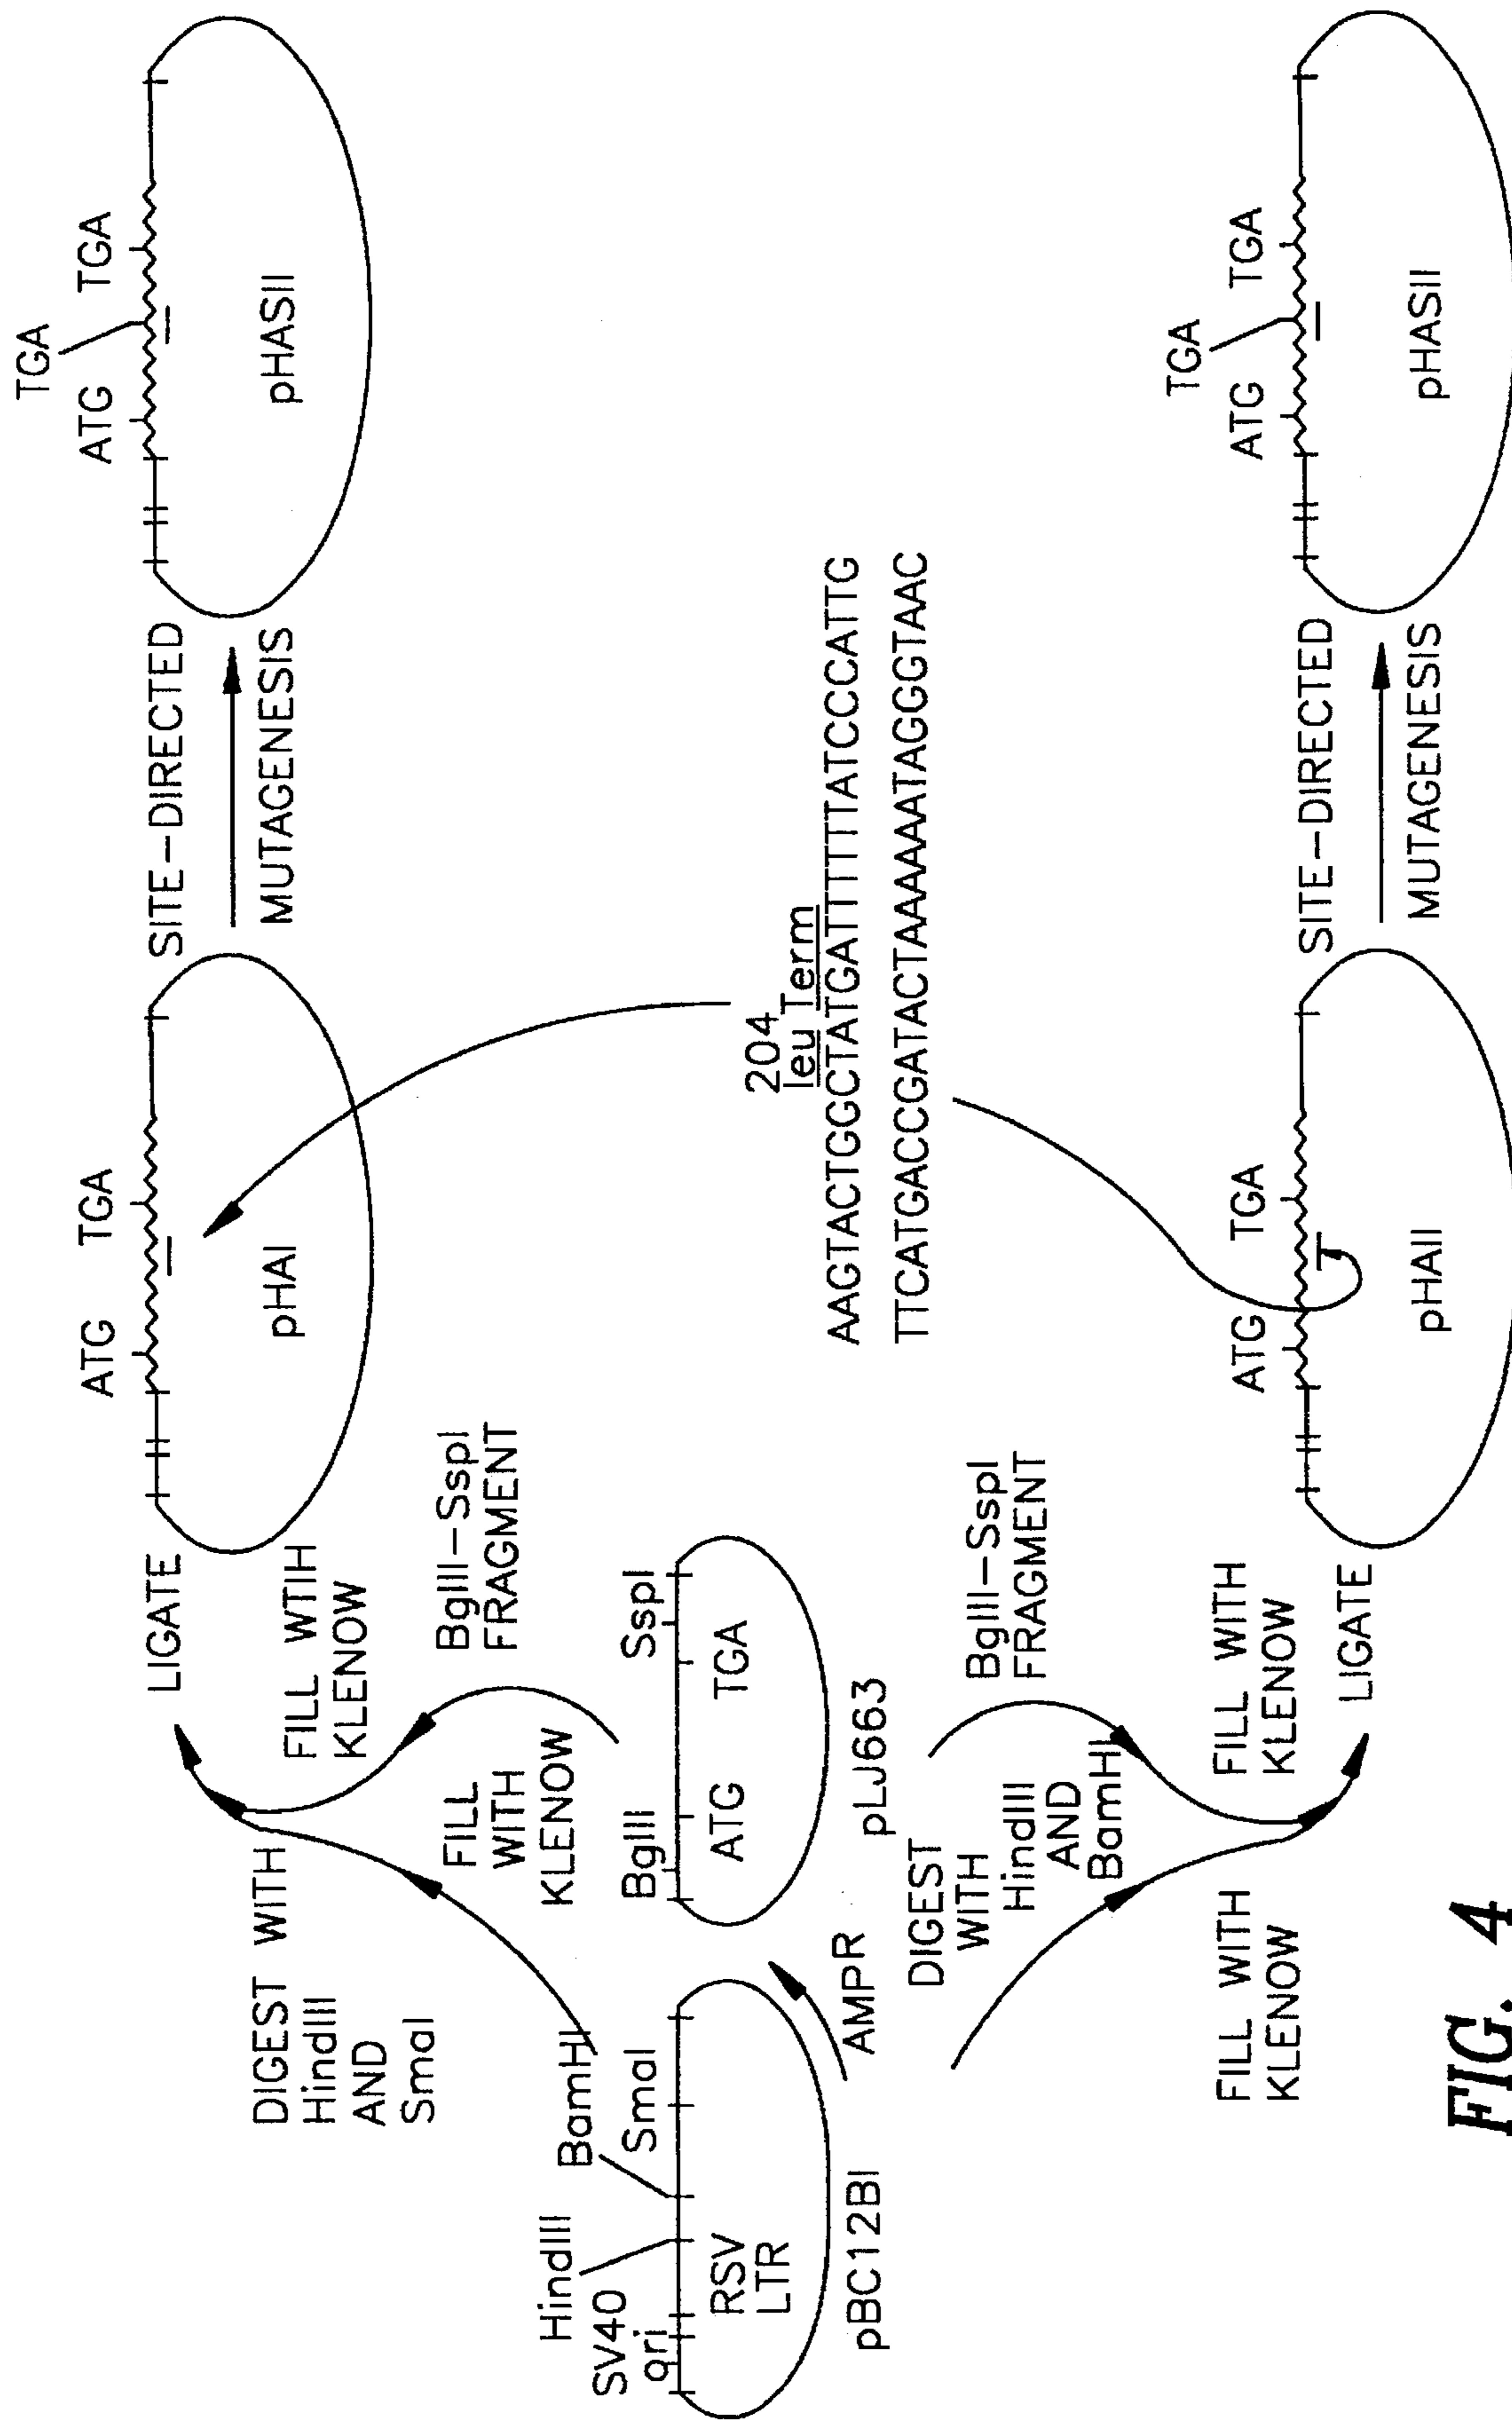 HindIII
BamHI
SV40
ori
SmaI
RSV
LTR
pBC12BI
AMPR
BglII
SspI
ATG
TGA
pLJ663
DIGEST WITH
HindIII
AND
SmaI
FILL
WITH
KLENOW
BglII–SspI
FRAGMENT
FILL WTIH
KLENOW
LIGATE
ATG
TGA
pHAI
SITE–DIRECTED
MUTAGENESIS
TGA
ATG
TGA
pHASII
204
leu Term
AAGTACTGGCTATGATTTTTTATCCCATTG
TTCATGACCGATACTAAAAAATAGGGTAAC
DIGEST
WITH
HindIII
AND
BamHI
FILL WITH
KLENOW
BglII–SspI
FRAGMENT
FILL WITH
KLENOW
LIGATE
ATG
TGA
pHAII
SITE–DIRECTED
MUTAGENESIS
TGA
ATG
TGA
pHASII
FIG. 4